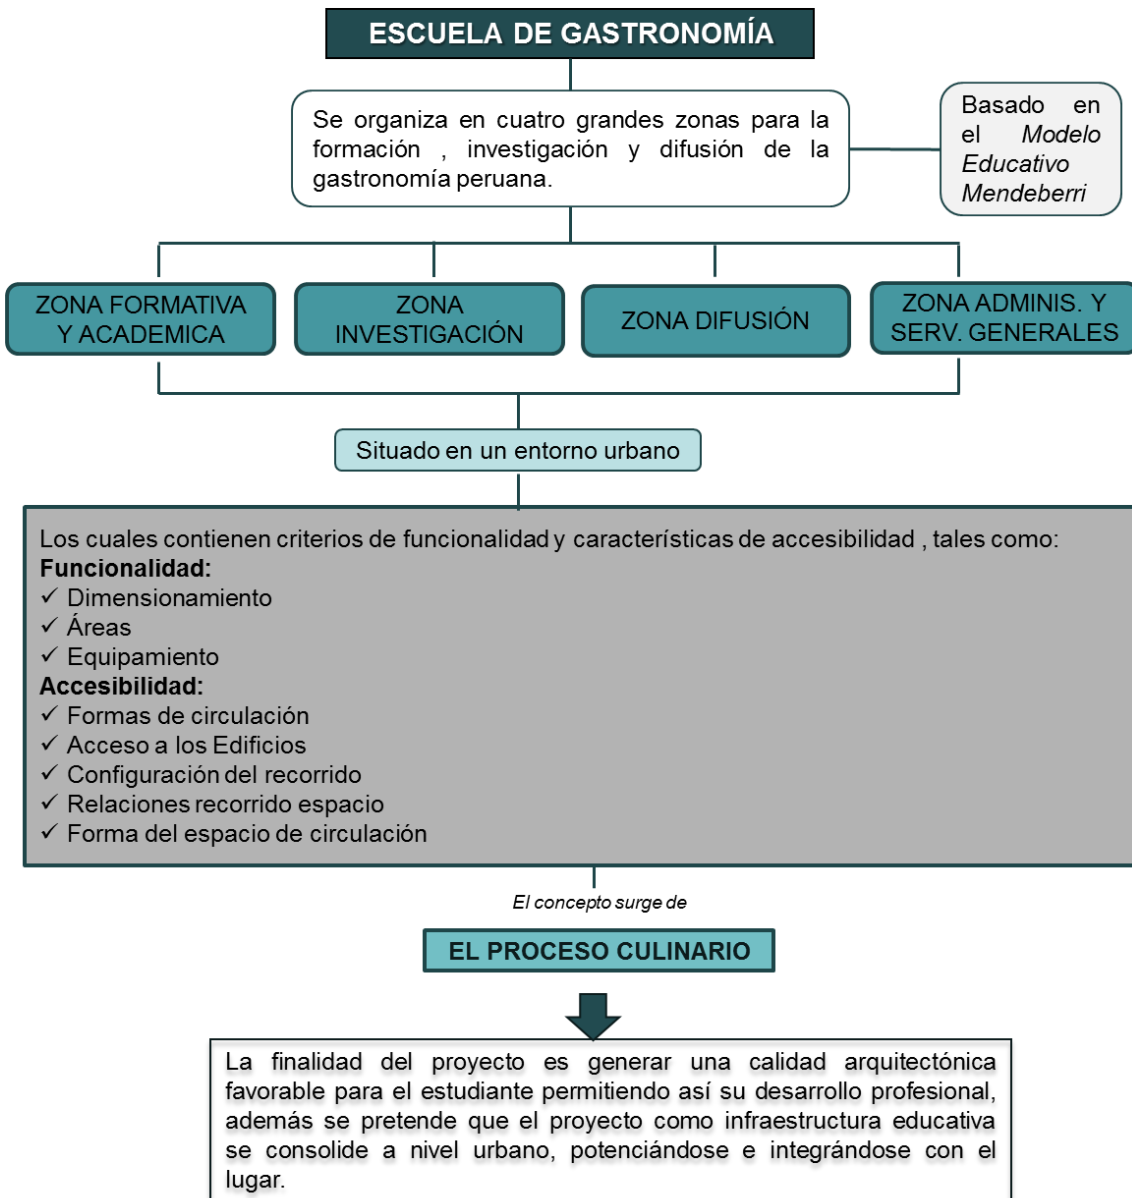 ESCUELA DE GASTRONOMÍA
Se organiza en cuatro grandes zonas para la
formación , investigación y difusión de la
gastronomía peruana.
Basado en
el Modelo
Educativo
Mendeberri
ZONA FORMATIVA
Y ACADEMICA
ZONA
INVESTIGACIÓN
ZONA DIFUSIÓN
ZONA ADMINIS. Y
SERV. GENERALES
Situado en un entorno urbano
Los cuales contienen criterios de funcionalidad y características de accesibilidad , tales como:
Funcionalidad:
✓ Dimensionamiento
✓ Áreas
✓ Equipamiento
Accesibilidad:
✓ Formas de circulación
✓ Acceso a los Edificios
✓ Configuración del recorrido
✓ Relaciones recorrido espacio
✓ Forma del espacio de circulación
El concepto surge de
EL PROCESO CULINARIO
La finalidad del proyecto es generar una calidad arquitectónica
favorable para el estudiante permitiendo así su desarrollo profesional,
además se pretende que el proyecto como infraestructura educativa
se consolide a nivel urbano, potenciándose e integrándose con el
lugar.